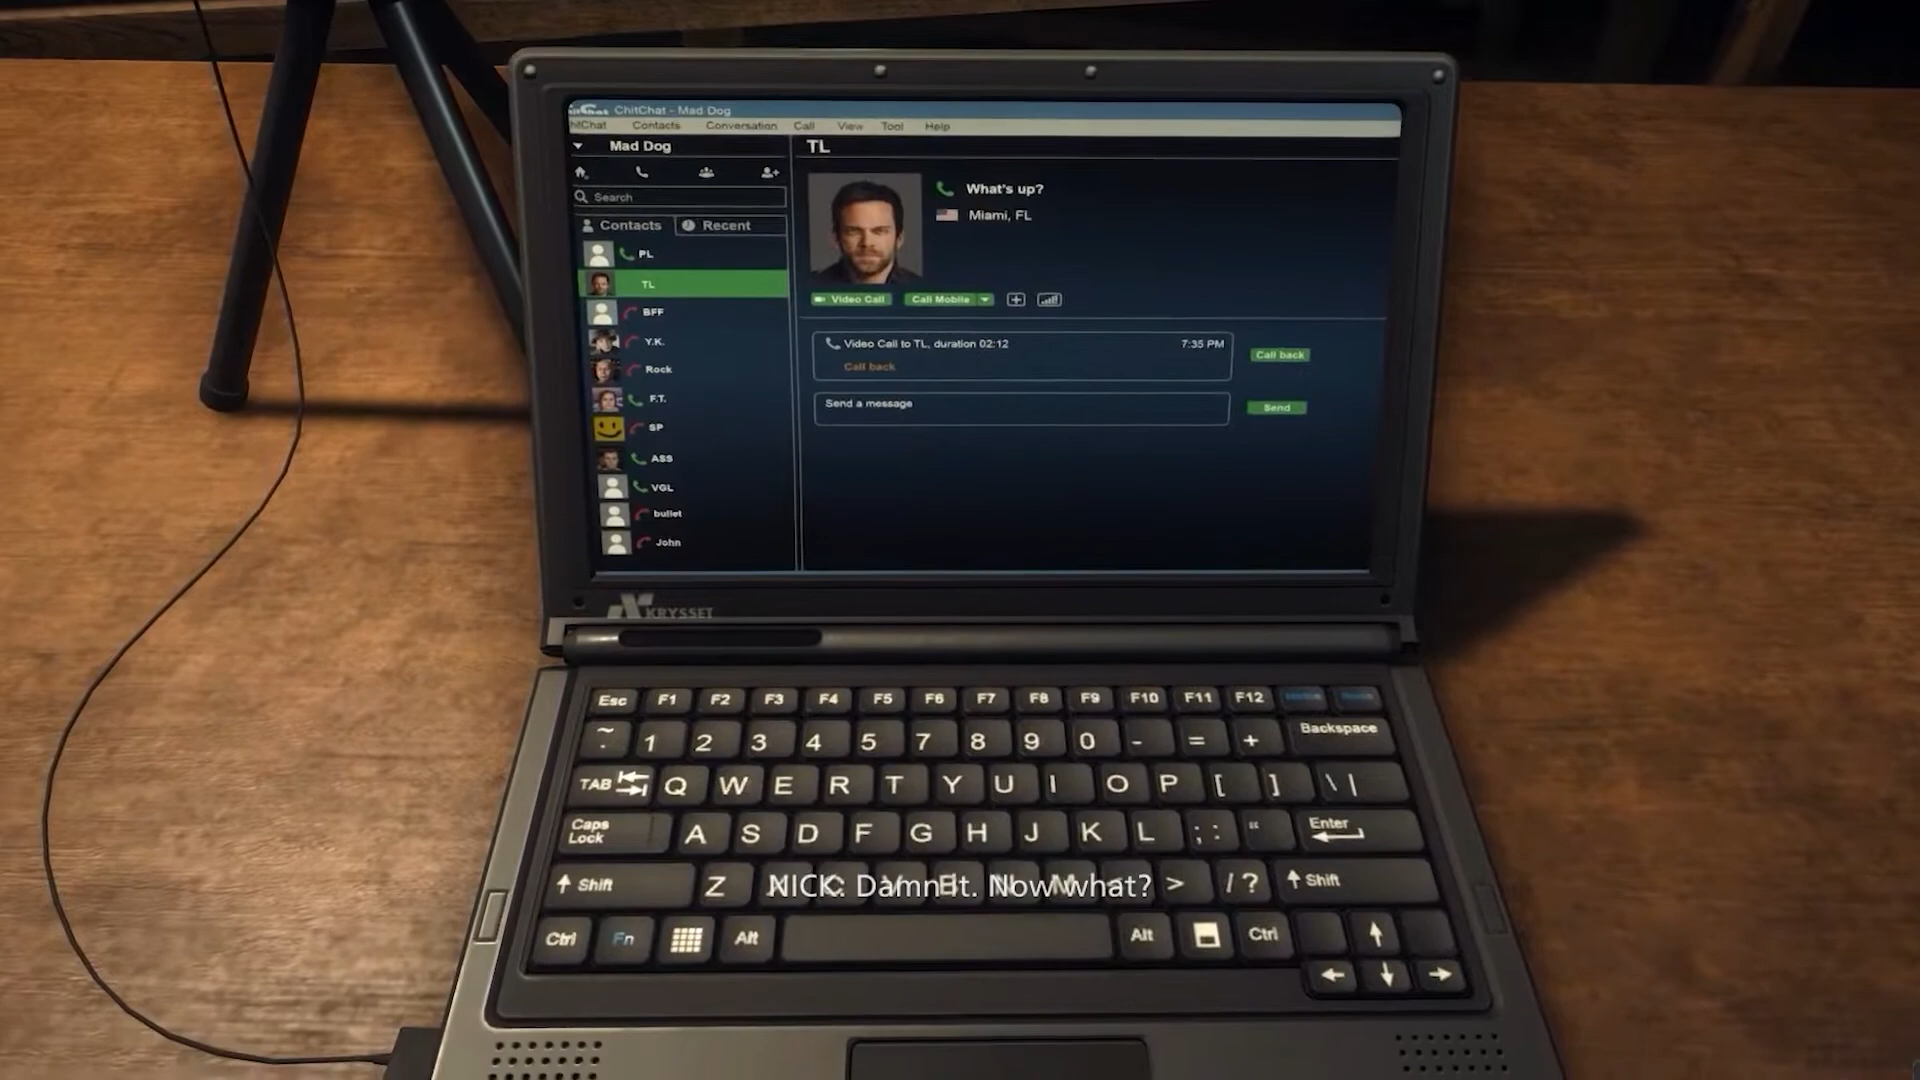 ChitChat - Mad Dog
hitChat Contacts Conversation Call View Tool Help
Mad Dog
Search
Contacts Recent
PL
TL
BFF
Y.K.
Rock
F.T.
SP
ASS
VGL
bullet
John
TL
What's up?
Miami, FL
Video Call Call Mobile
Video Call to TL, duration 02:12 7:35 PM
Call back
Call back
Send a message
Send
KRYSSET
Esc F1 F2 F3 F4 F5 F6 F7 F8 F9 F10 F11 F12
~ 1 2 3 4 5 7 8 9 0 - = + Backspace
TAB Q W E R T Y U I O P [ ] \ |
Caps Lock A S D F G H J K L ; : “ Enter
Shift Z > / ? Shift
NICK: Damn it. Now what?
Ctrl Fn Alt Alt Ctrl